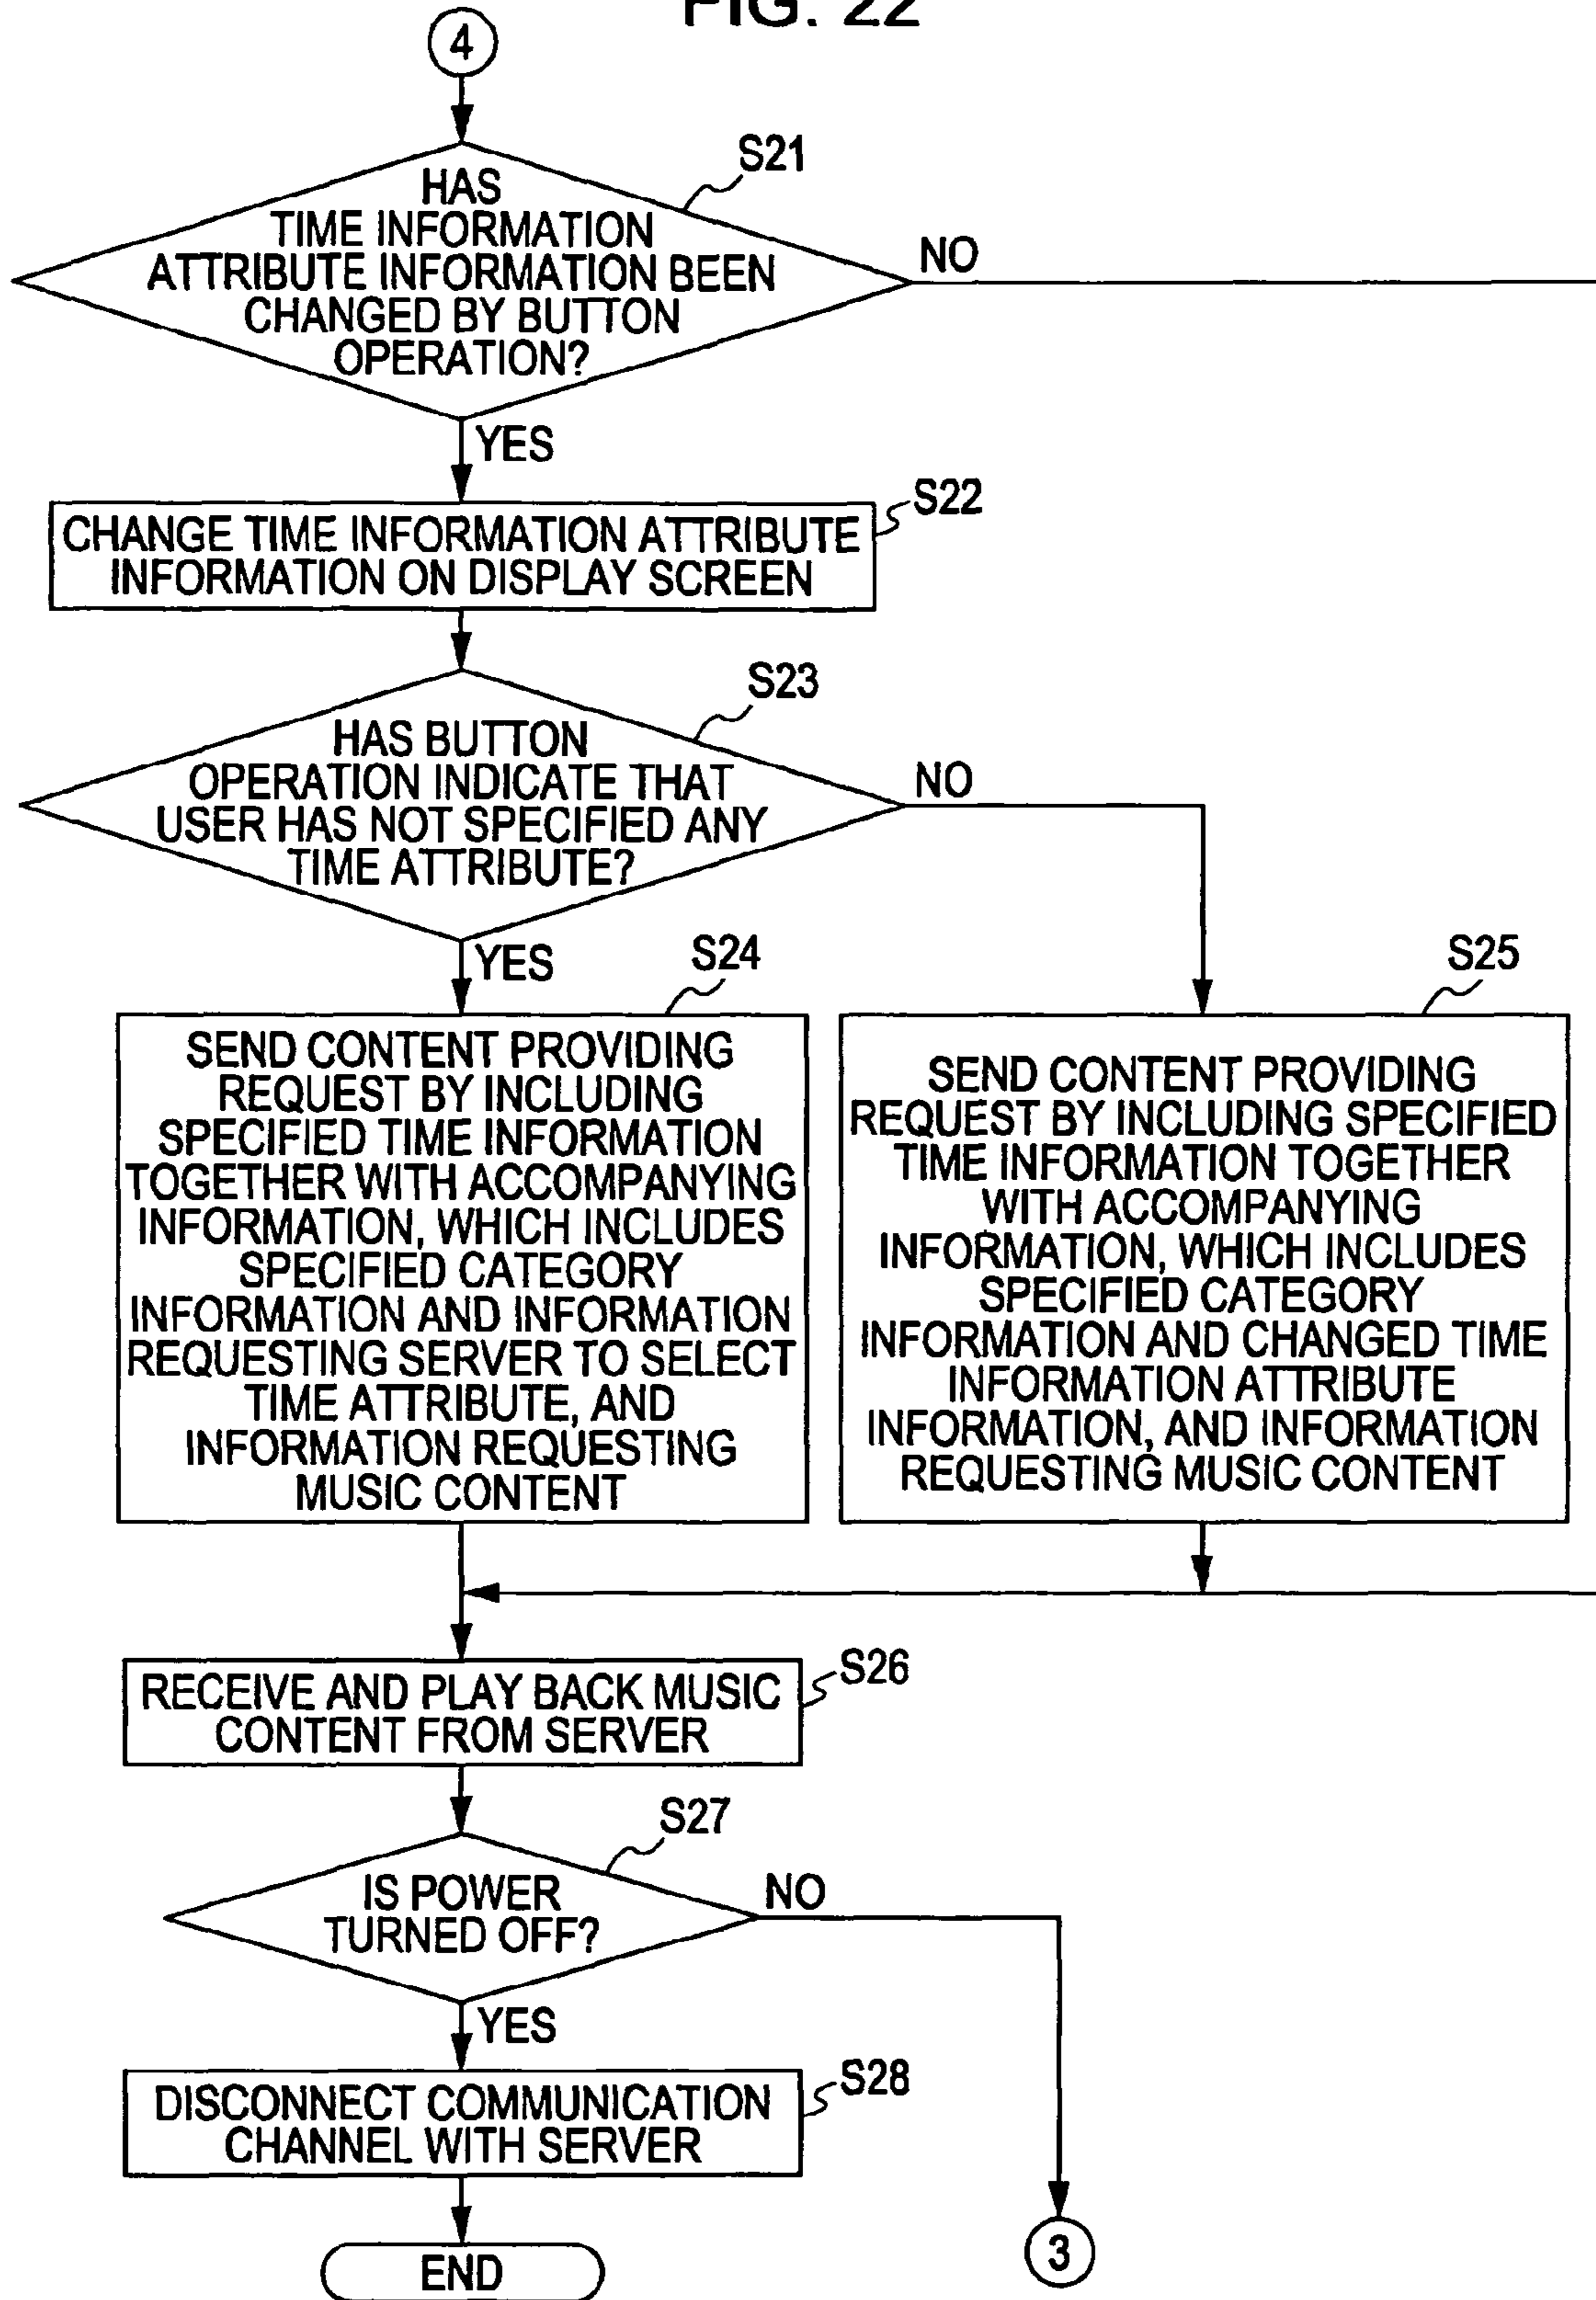 FIG. 22
4
S21
HAS
TIME INFORMATION
ATTRIBUTE INFORMATION BEEN
CHANGED BY BUTTON
OPERATION?
NO
YES
S22
CHANGE TIME INFORMATION ATTRIBUTE
INFORMATION ON DISPLAY SCREEN
S23
HAS BUTTON
OPERATION INDICATE THAT
USER HAS NOT SPECIFIED ANY
TIME ATTRIBUTE?
NO
YES
S24
SEND CONTENT PROVIDING
REQUEST BY INCLUDING
SPECIFIED TIME INFORMATION
TOGETHER WITH ACCOMPANYING
INFORMATION, WHICH INCLUDES
SPECIFIED CATEGORY
INFORMATION AND INFORMATION
REQUESTING SERVER TO SELECT
TIME ATTRIBUTE, AND
INFORMATION REQUESTING
MUSIC CONTENT
S25
SEND CONTENT PROVIDING
REQUEST BY INCLUDING SPECIFIED
TIME INFORMATION TOGETHER
WITH ACCOMPANYING
INFORMATION, WHICH INCLUDES
SPECIFIED CATEGORY
INFORMATION AND CHANGED TIME
INFORMATION ATTRIBUTE
INFORMATION, AND INFORMATION
REQUESTING MUSIC CONTENT
S26
RECEIVE AND PLAY BACK MUSIC
CONTENT FROM SERVER
S27
IS POWER
TURNED OFF?
NO
YES
S28
DISCONNECT COMMUNICATION
CHANNEL WITH SERVER
END
3